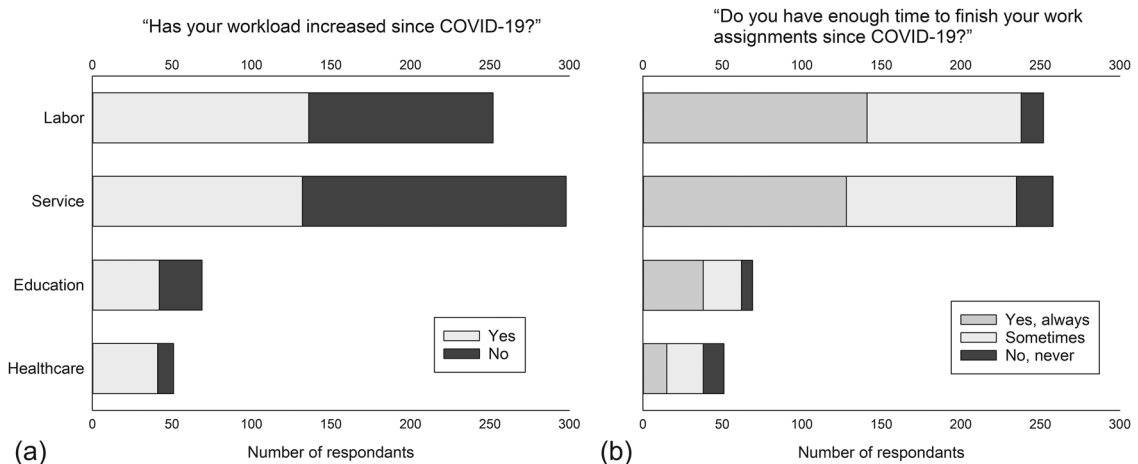 “Has your workload increased since COVID-19?”
0 50 100 150 200 250 300
Labor
Service
Education
Healthcare
Yes
No
0 50 100 150 200 250 300
(a)
Number of respondants
“Do you have enough time to finish your work
assignments since COVID-19?”
0 50 100 150 200 250 300
Yes, always
Sometimes
No, never
0 50 100 150 200 250 300
(b)
Number of respondants